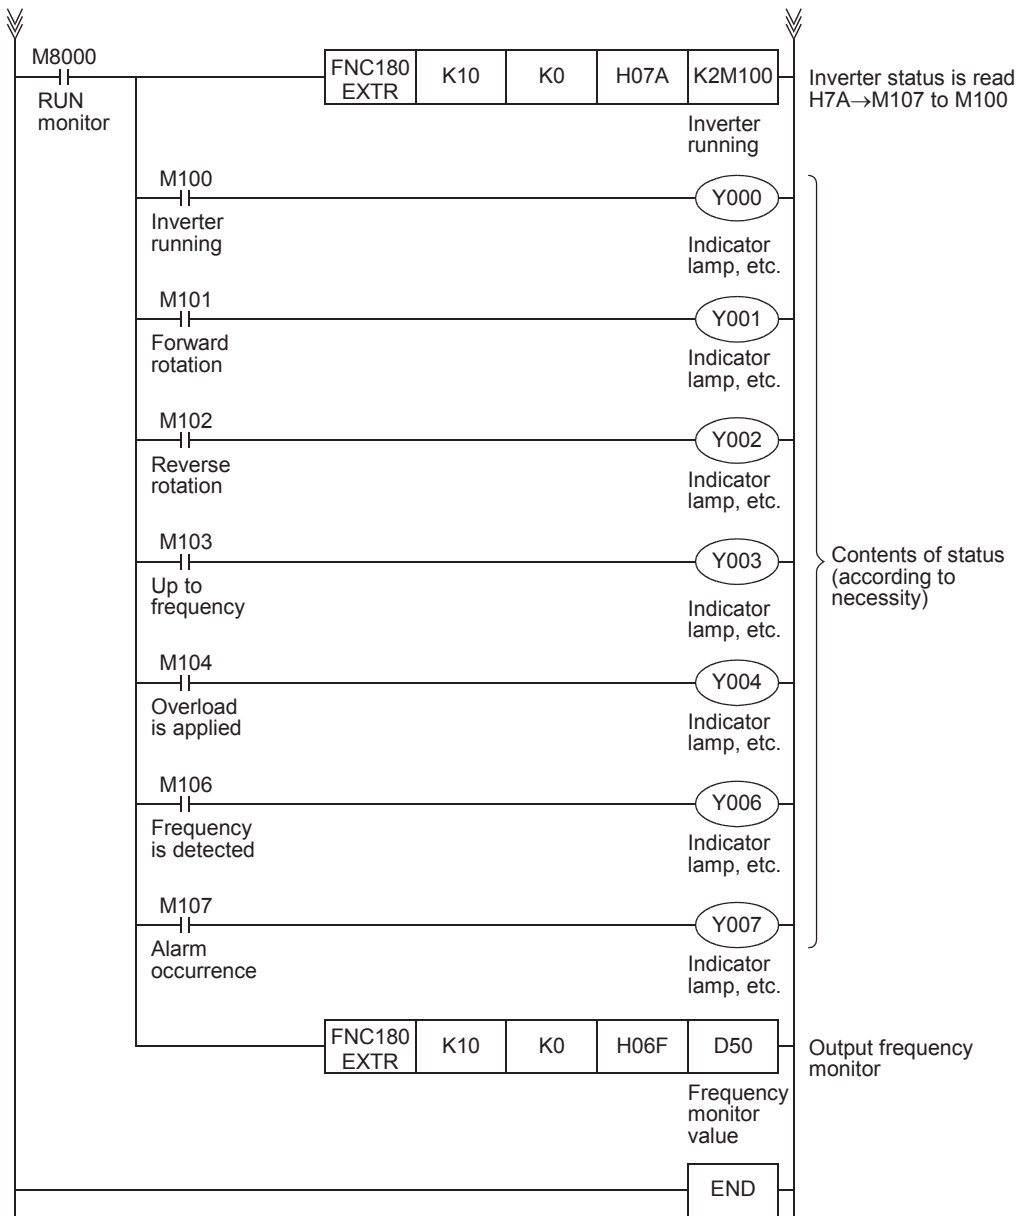 M8000
RUN
monitor
FNC180
EXTR
K10
K0
H07A
K2M100
Inverter status is read
H7A→M107 to M100
Inverter
running
M100
Inverter
running
Y000
Indicator
lamp, etc.
M101
Forward
rotation
Y001
Indicator
lamp, etc.
M102
Reverse
rotation
Y002
Indicator
lamp, etc.
M103
Up to
frequency
Y003
Indicator
lamp, etc.
Contents of status
(according to
necessity)
M104
Overload
is applied
Y004
Indicator
lamp, etc.
M106
Frequency
is detected
Y006
Indicator
lamp, etc.
M107
Alarm
occurrence
Y007
Indicator
lamp, etc.
FNC180
EXTR
K10
K0
H06F
D50
Output frequency
monitor
Frequency
monitor
value
END